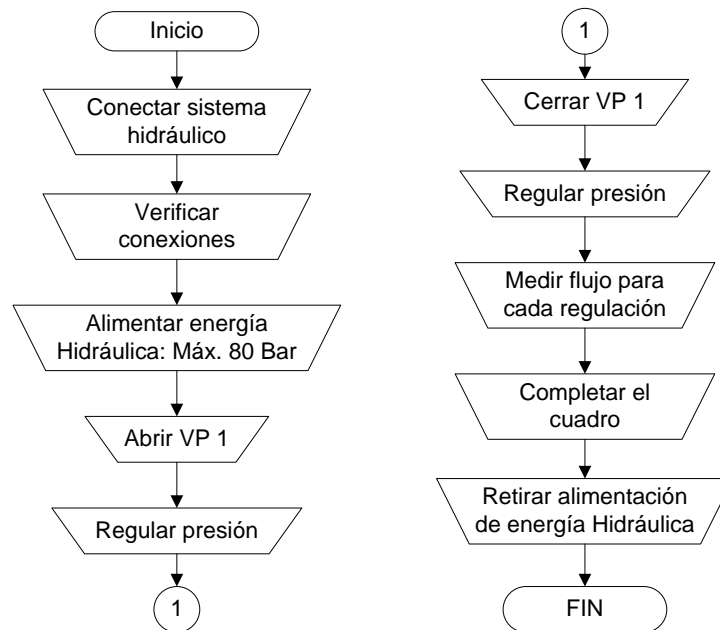 Inicio
Conectar sistema
hidráulico
Verificar
conexiones
Alimentar energía
Hidráulica: Máx. 80 Bar
Abrir VP 1
Regular presión
1
1
Cerrar VP 1
Regular presión
Medir flujo para
cada regulación
Completar el
cuadro
Retirar alimentación
de energía Hidráulica
FIN